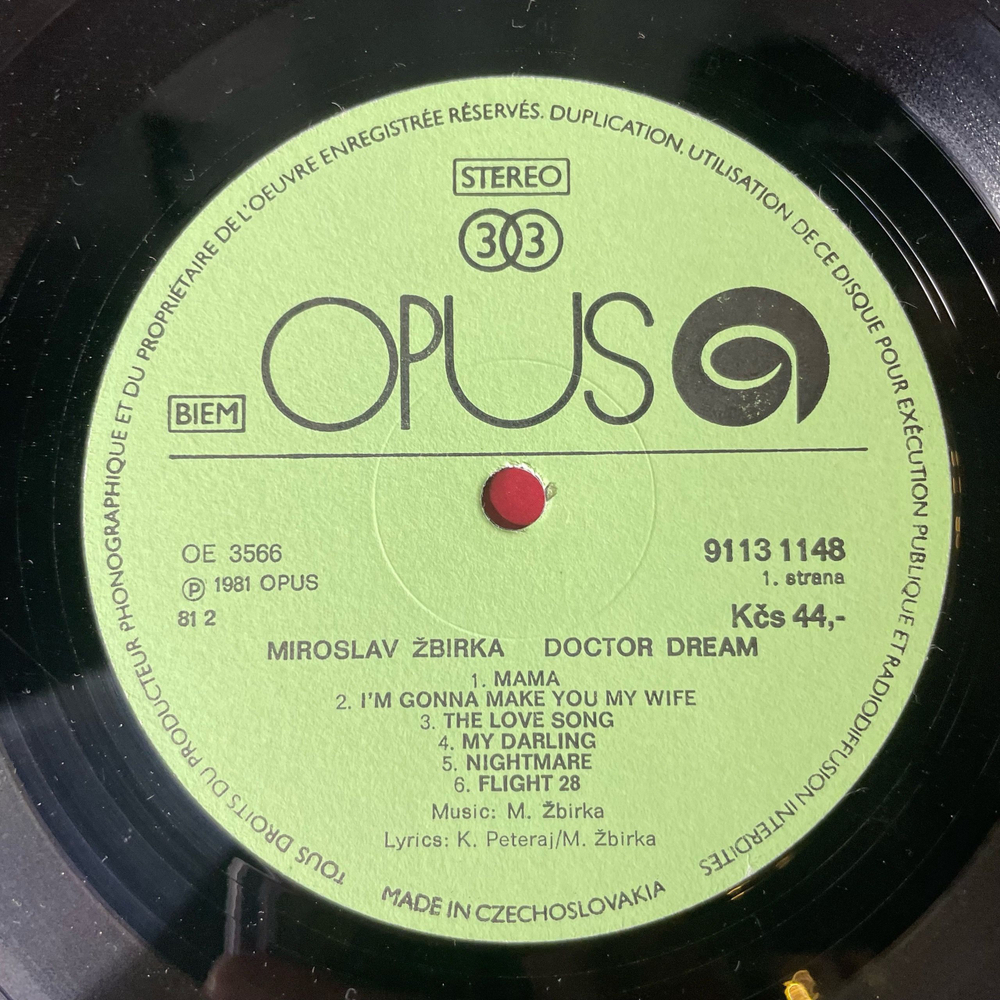 TOUS DROITS DU PRODUCTEUR PHONOGRAPHIQUE ET DU PROPRIÉTAIRE DE L'OEUVRE ENREGISTRÉE RÉSERVÉS. DUPLICATION. UTILISATION DE CE DISQUE POUR EXÉCUTION PUBLIQUE ET RADIODIFFUSION INTERDITES
STEREO
33
OPUS
BIEM
OE 3566
Ⓟ 1981 OPUS
81 2
9113 1148
1. strana
Kčs 44,-
MIROSLAV ŽBIRKA DOCTOR DREAM
1. MAMA
2. I'M GONNA MAKE YOU MY WIFE
3. THE LOVE SONG
4. MY DARLING
5. NIGHTMARE
6. FLIGHT 28
Music: M. Žbirka
Lyrics: K. Peteraj/M. Žbirka
MADE IN CZECHOSLOVAKIA